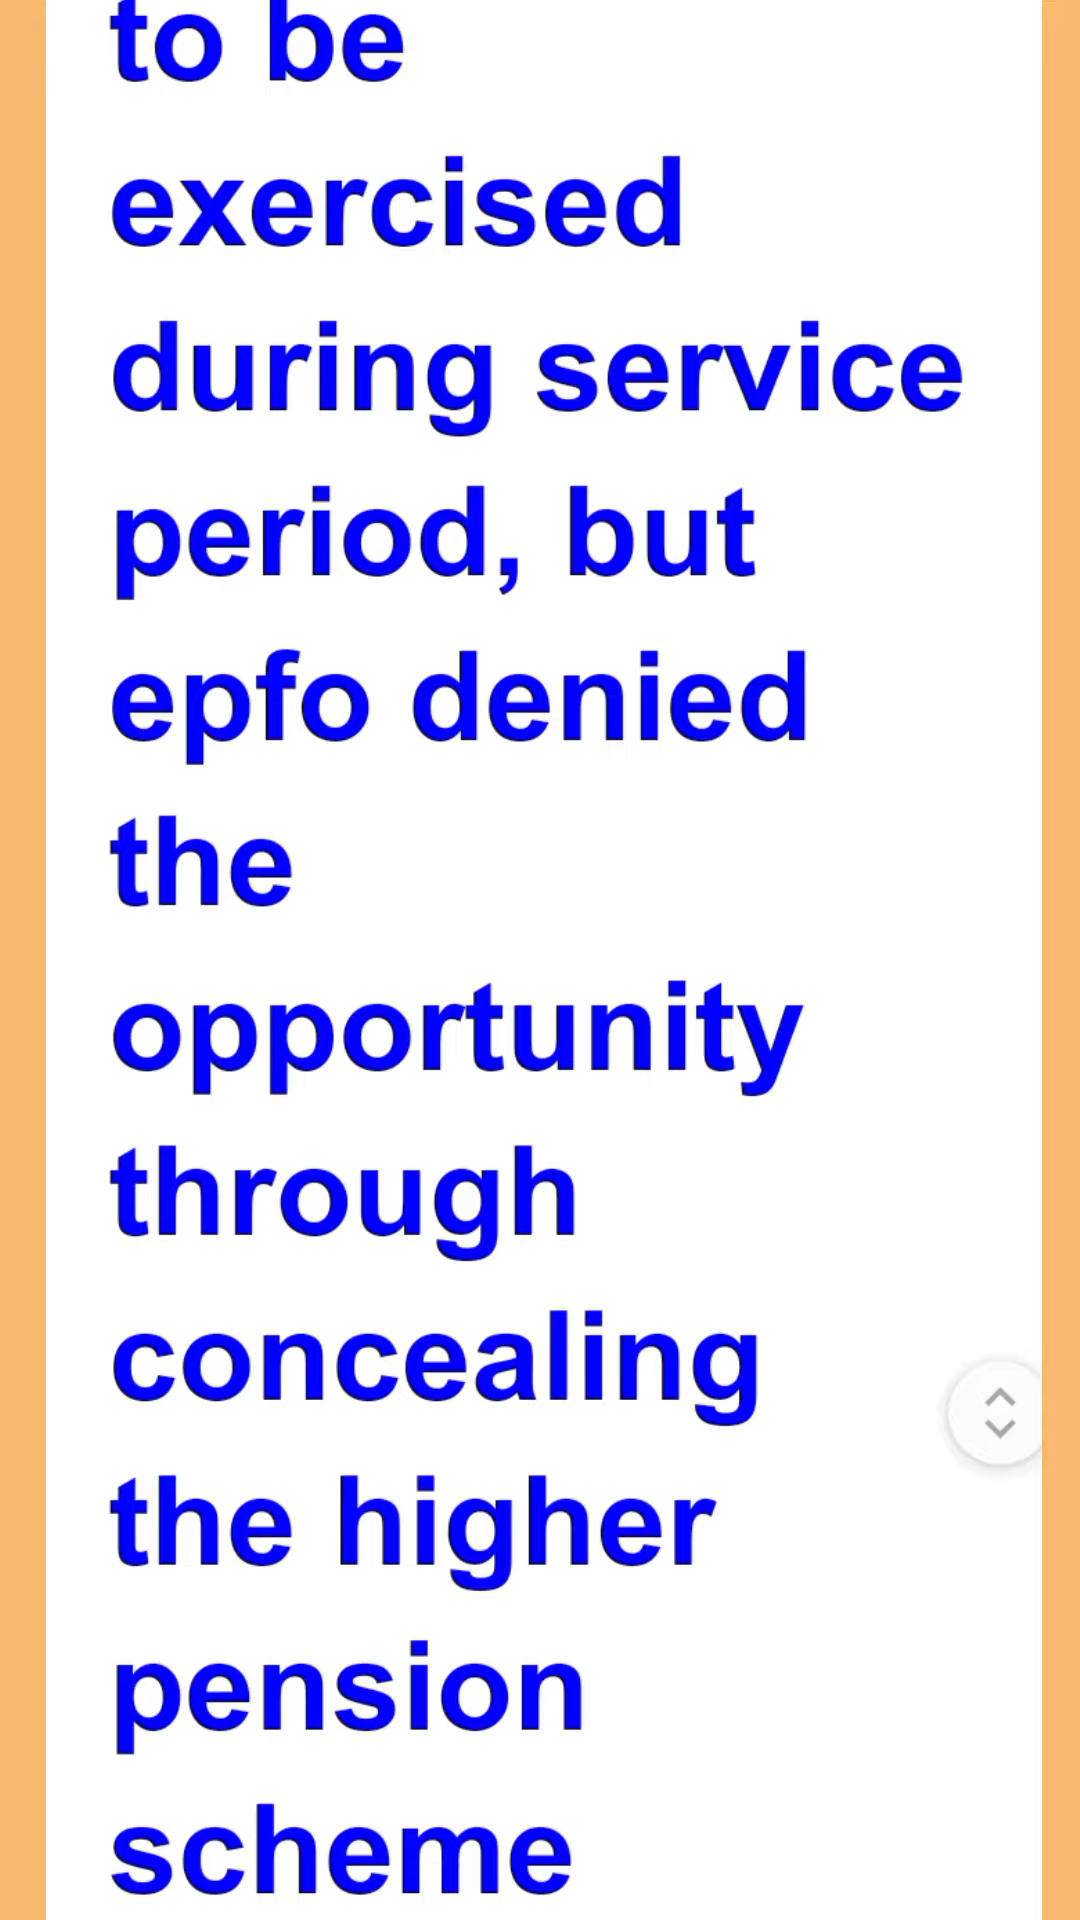 to be
exercised
during service
period, but
epfo denied
the
opportunity
through
concealing
the higher
pension
scheme